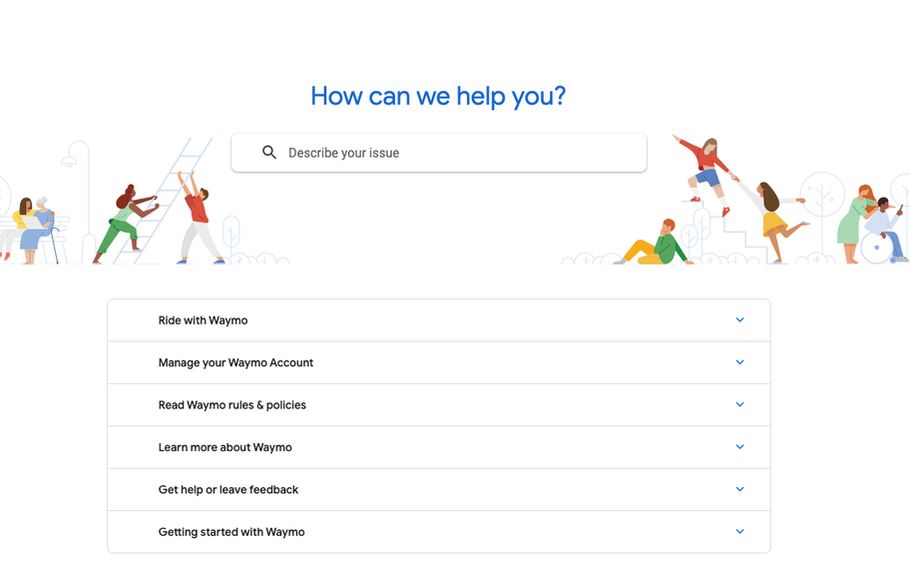 How can we help you?
Describe your issue
Ride with Waymo
Manage your Waymo Account
Read Waymo rules & policies
Learn more about Waymo
Get help or leave feedback
Getting started with Waymo